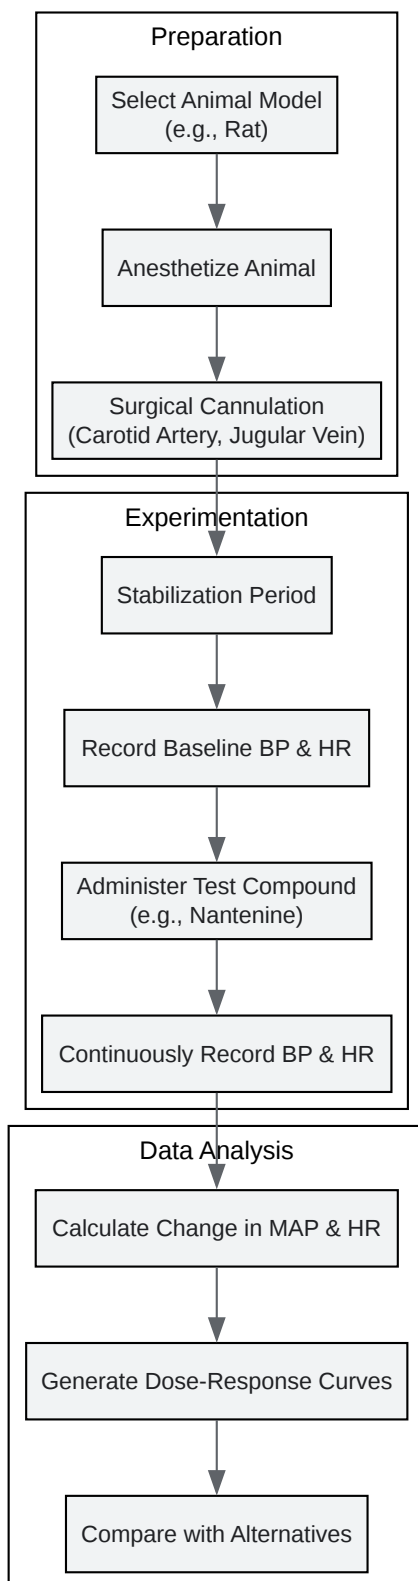 Preparation
Select Animal Model
(e.g., Rat)
Anesthetize Animal
Surgical Cannulation
(Carotid Artery, Jugular Vein)
Experimentation
Stabilization Period
Record Baseline BP & HR
Administer Test Compound
(e.g., Nantenine)
Continuously Record BP & HR
Data Analysis
Calculate Change in MAP & HR
Generate Dose-Response Curves
Compare with Alternatives